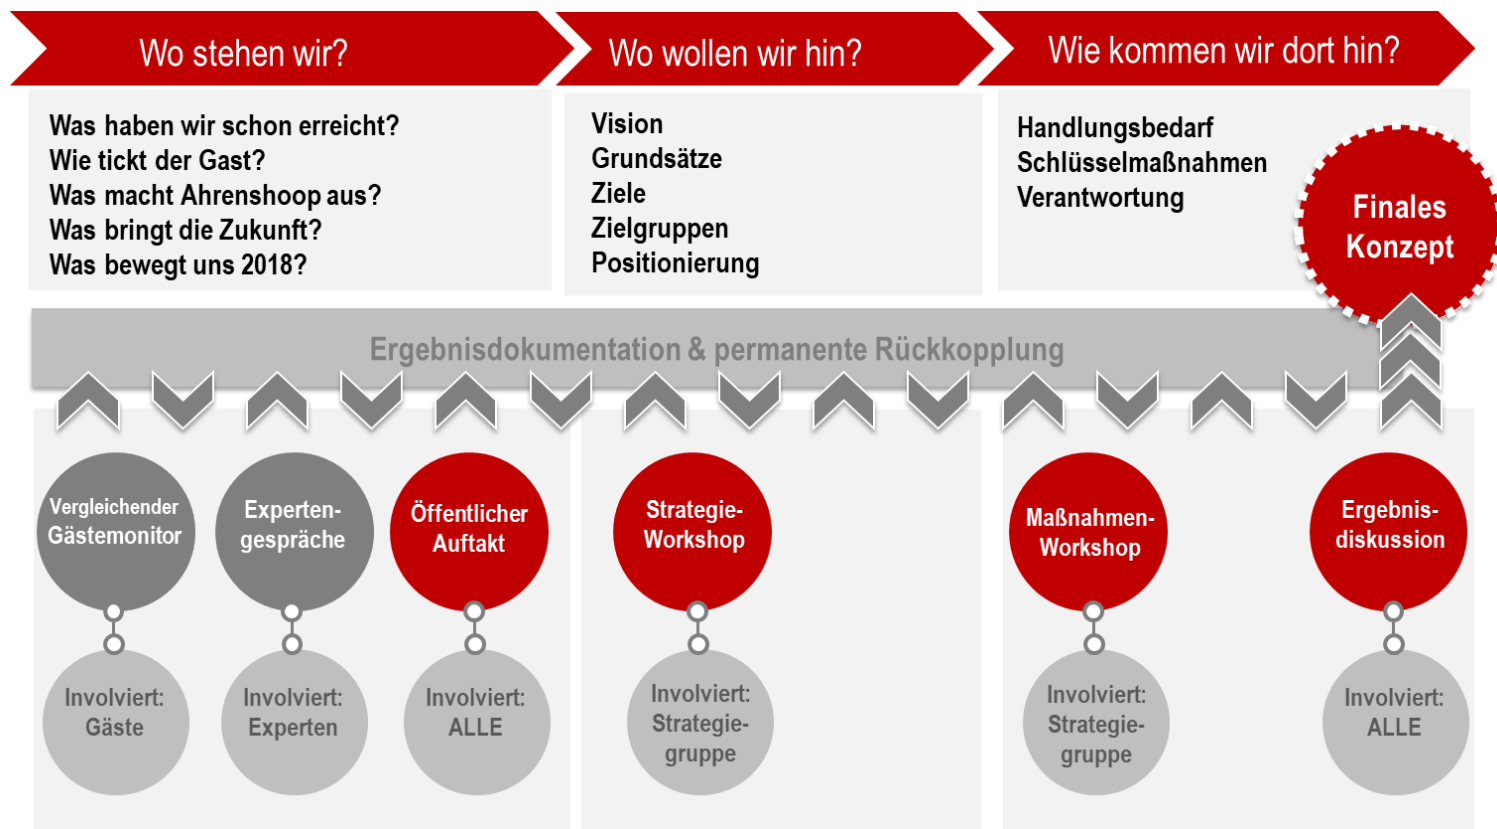 Wo stehen wir?
Wo wollen wir hin?
Wie kommen wir dort hin?
Was haben wir schon erreicht?
Wie tickt der Gast?
Was macht Ahrenshoop aus?
Was bringt die Zukunft?
Was bewegt uns 2018?
Vision
Grundsätze
Ziele
Zielgruppen
Positionierung
Handlungsbedarf
Schlüsselmaßnahmen
Verantwortung
Finales
Konzept
Ergebnisdokumentation & permanente Rückkopplung
Vergleichender
Gästemonitor
Experten-
gespräche
Öffentlicher
Auftakt
Strategie-
Workshop
Maßnahmen-
Workshop
Ergebnis-
diskussion
Involviert:
Gäste
Involviert:
Experten
Involviert:
ALLE
Involviert:
Strategie-
gruppe
Involviert:
Strategie-
gruppe
Involviert:
ALLE